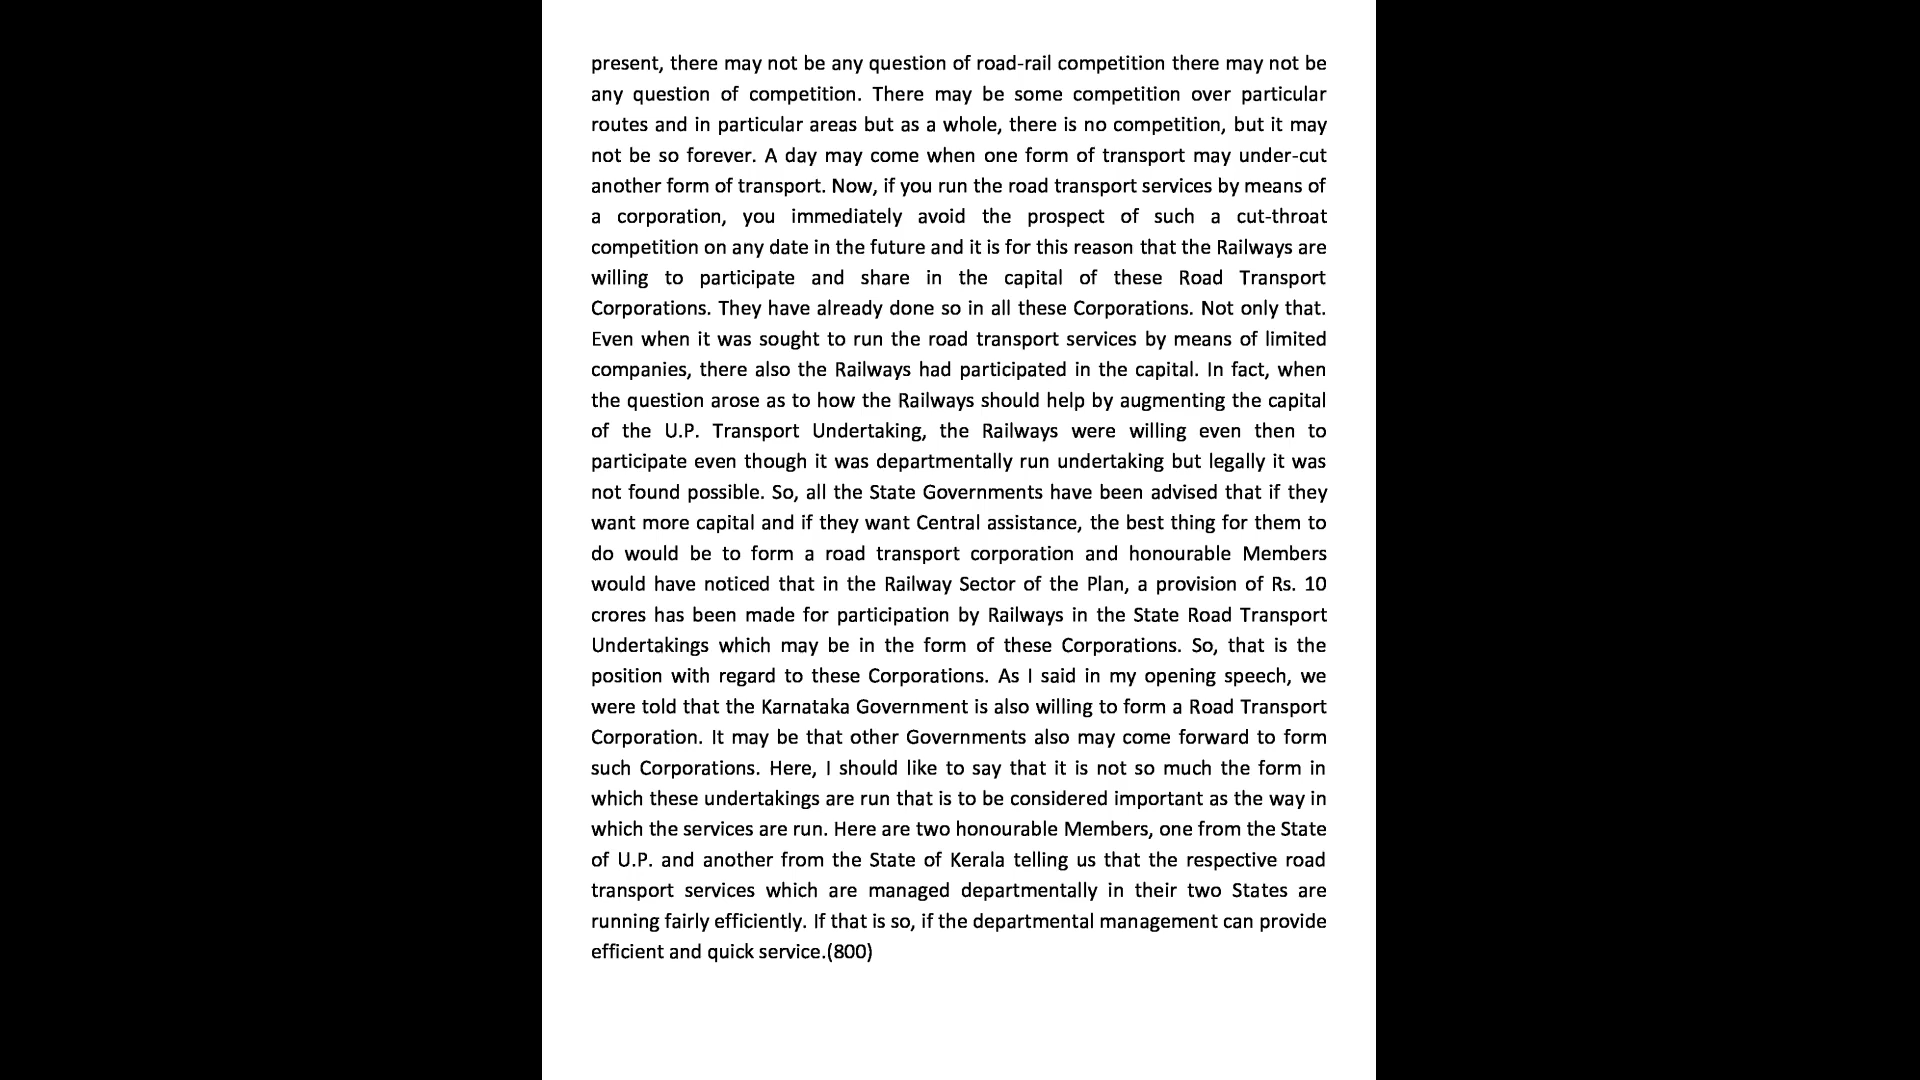 present, there may not be any question of road-rail competition there may not be
any question of competition. There may be some competition over particular
routes and in particular areas but as a whole, there is no competition, but it may
not be so forever. A day may come when one form of transport may under-cut
another form of transport. Now, if you run the road transport services by means of
a corporation, you immediately avoid the prospect of such a cut-throat
competition on any date in the future and it is for this reason that the Railways are
willing to participate and share in the capital of these Road Transport
Corporations. They have already done so in all these Corporations. Not only that.
Even when it was sought to run the road transport services by means of limited
companies, there also the Railways had participated in the capital. In fact, when
the question arose as to how the Railways should help by augmenting the capital
of the U.P. Transport Undertaking, the Railways were willing even then to
participate even though it was departmentally run undertaking but legally it was
not found possible. So, all the State Governments have been advised that if they
want more capital and if they want Central assistance, the best thing for them to
do would be to form a road transport corporation and honourable Members
would have noticed that in the Railway Sector of the Plan, a provision of Rs. 10
crores has been made for participation by Railways in the State Road Transport
Undertakings which may be in the form of these Corporations. So, that is the
position with regard to these Corporations. As I said in my opening speech, we
were told that the Karnataka Government is also willing to form a Road Transport
Corporation. It may be that other Governments also may come forward to form
such Corporations. Here, I should like to say that it is not so much the form in
which these undertakings are run that is to be considered important as the way in
which the services are run. Here are two honourable Members, one from the State
of U.P. and another from the State of Kerala telling us that the respective road
transport services which are managed departmentally in their two States are
running fairly efficiently. If that is so, if the departmental management can provide
efficient and quick service.(800)